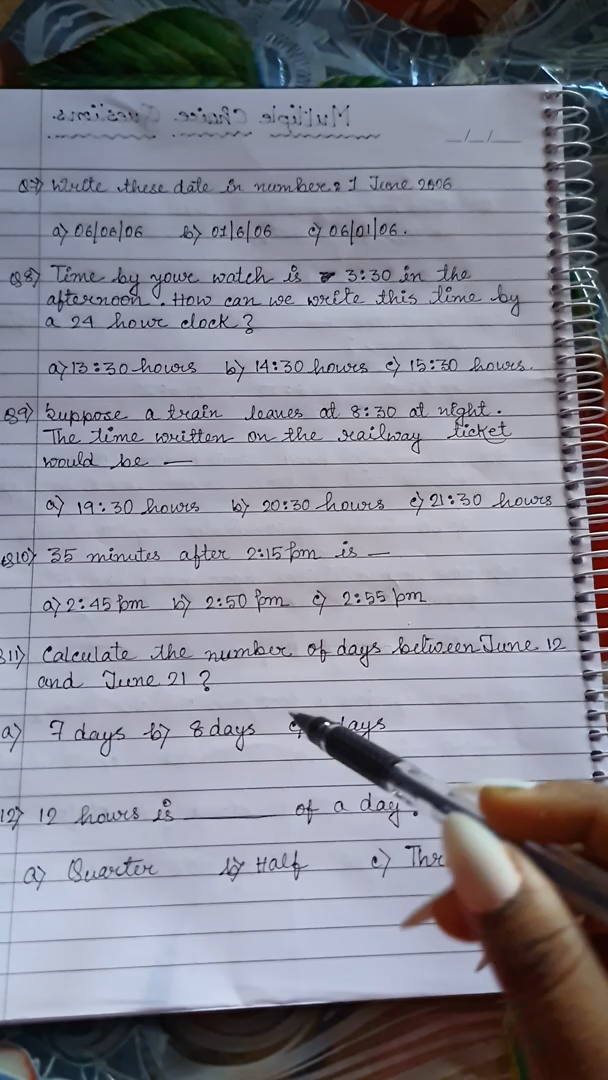 Multiple Choice Questions.
_/_/_
Q7) Write these date in number: 1 June 2006
a) 06/06/06 b) 01/6/06 c) 06/01/06.
Q8) Time by your watch is 3:30 in the
afternoon. How can we write this time by
a 24 hour clock?
a) 13:30 hours b) 14:30 hours c) 15:30 hours.
Q9) Suppose a train leaves at 8:30 at night.
The time written on the railway ticket
would be —
a) 19:30 hours b) 20:30 hours c) 21:30 hours
Q10) 35 minutes after 2:15 pm is —
a) 2:45 pm b) 2:50 pm c) 2:55 pm
Q11) Calculate the number of days between June 12
and June 21?
a) 7 days b) 8 days c) days
12) 12 hours is ______ of a day.
a) Quarter b) Half c)